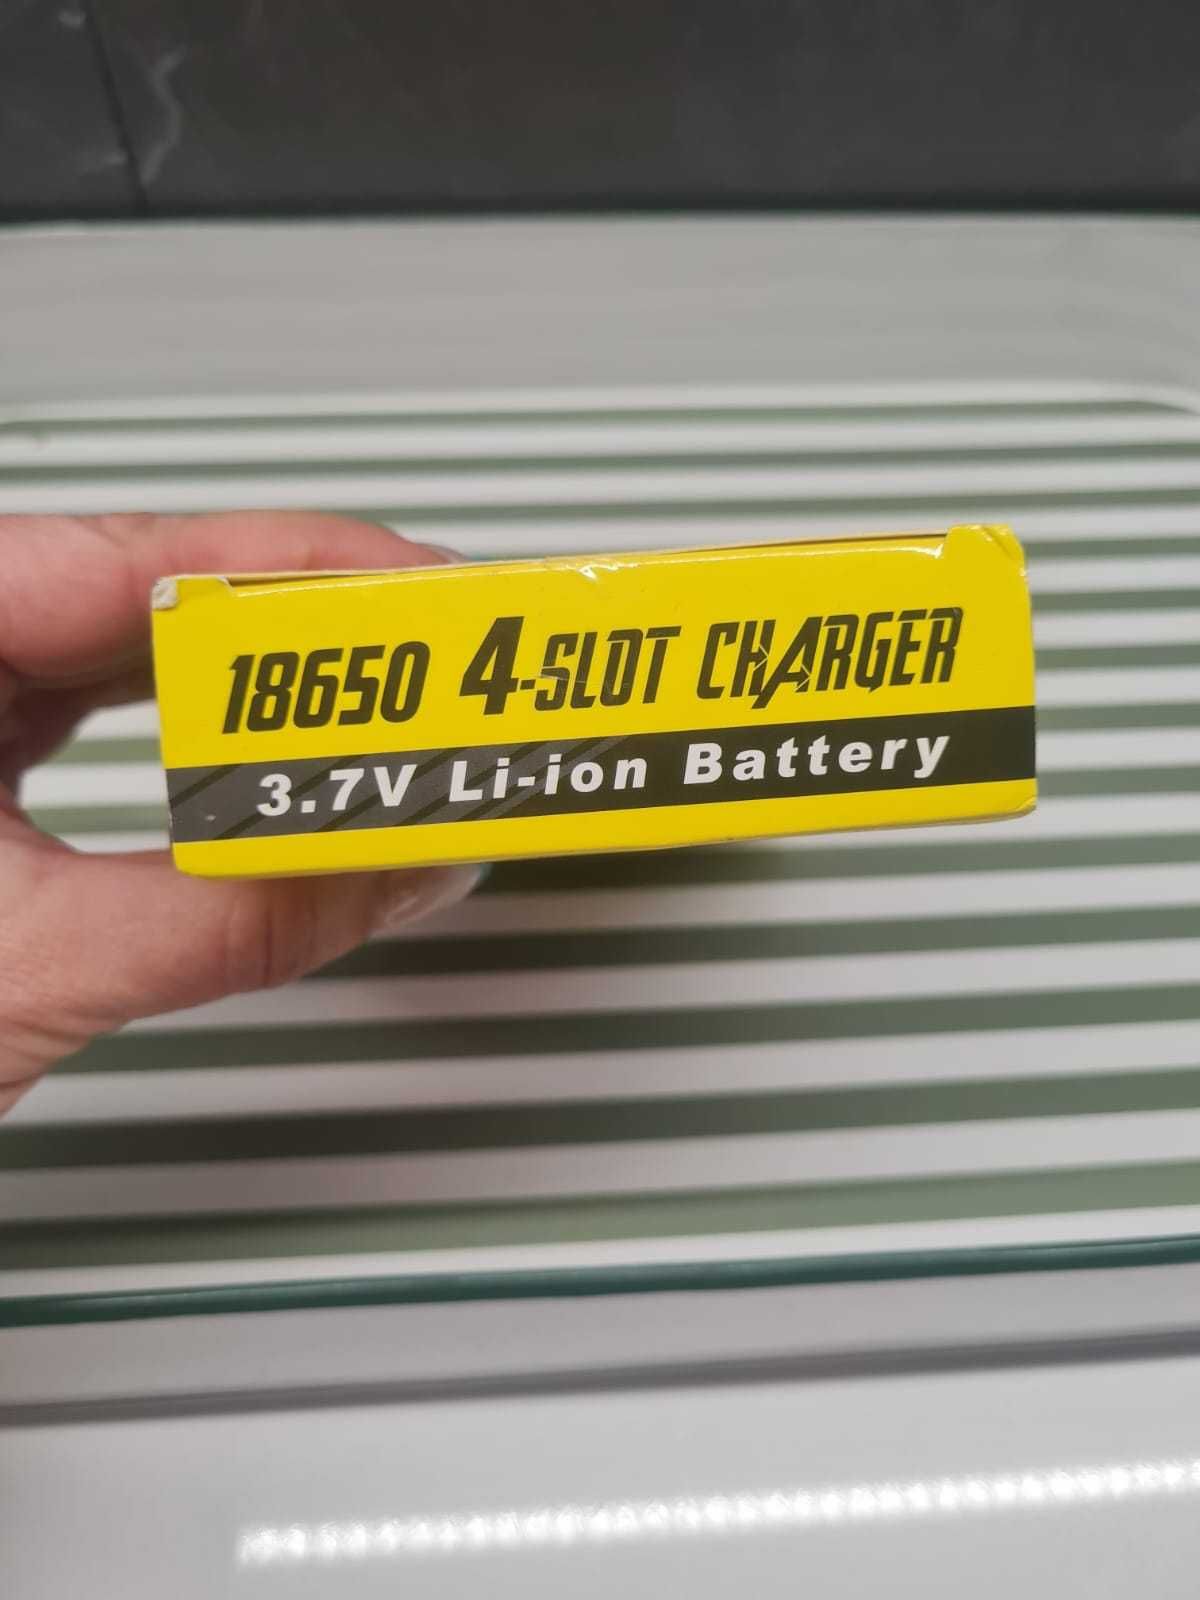 18650 4-SLOT CHARGER
3.7V Li-ion Battery